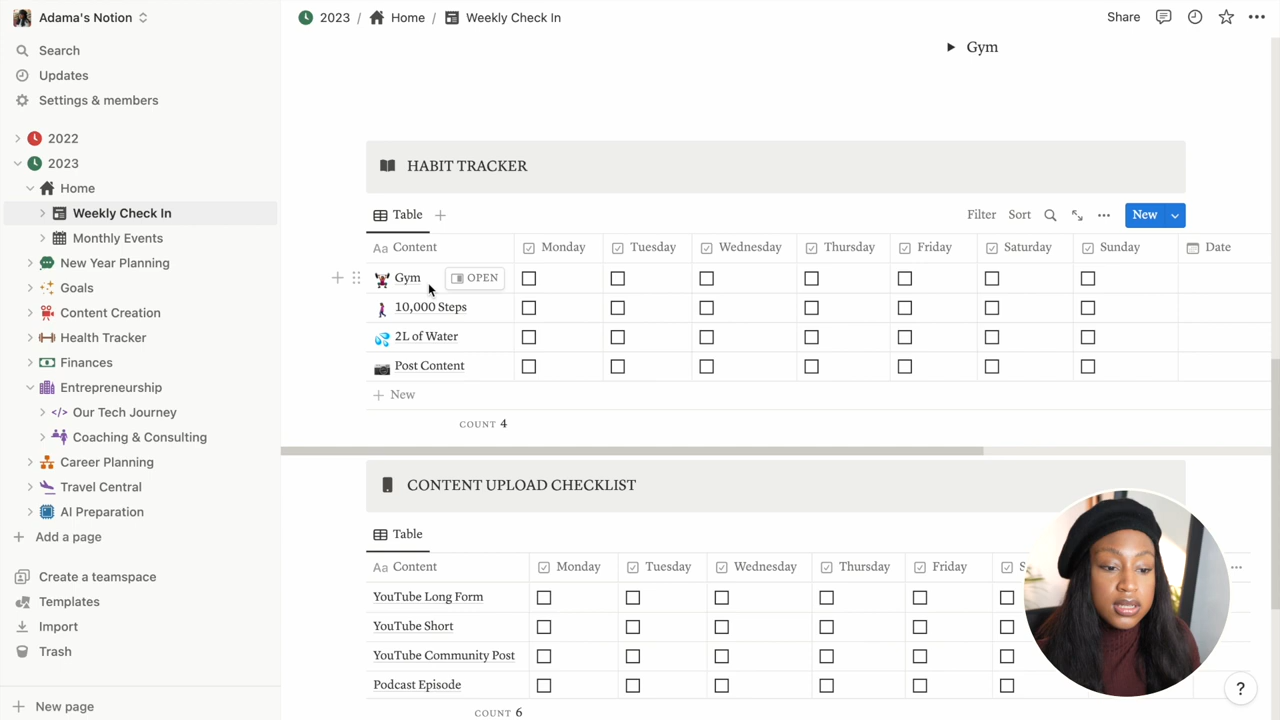 Adama's Notion
2023 / Home / Weekly Check In
Share
Search
Updates
Settings & members
2022
2023
Home
Weekly Check In
Monthly Events
New Year Planning
Goals
Content Creation
Health Tracker
Finances
Entrepreneurship
</> Our Tech Journey
Coaching & Consulting
Career Planning
Travel Central
AI Preparation
+ Add a page
Create a teamspace
Templates
Import
Trash
+ New page
Gym
HABIT TRACKER
Table +
Filter Sort New
Aa Content Monday Tuesday Wednesday Thursday Friday Saturday Sunday Date
Gym OPEN
10,000 Steps
2L of Water
Post Content
+ New
COUNT 4
CONTENT UPLOAD CHECKLIST
Table
Aa Content Monday Tuesday Wednesday Thursday Friday S
YouTube Long Form
YouTube Short
YouTube Community Post
Podcast Episode
COUNT 6
?